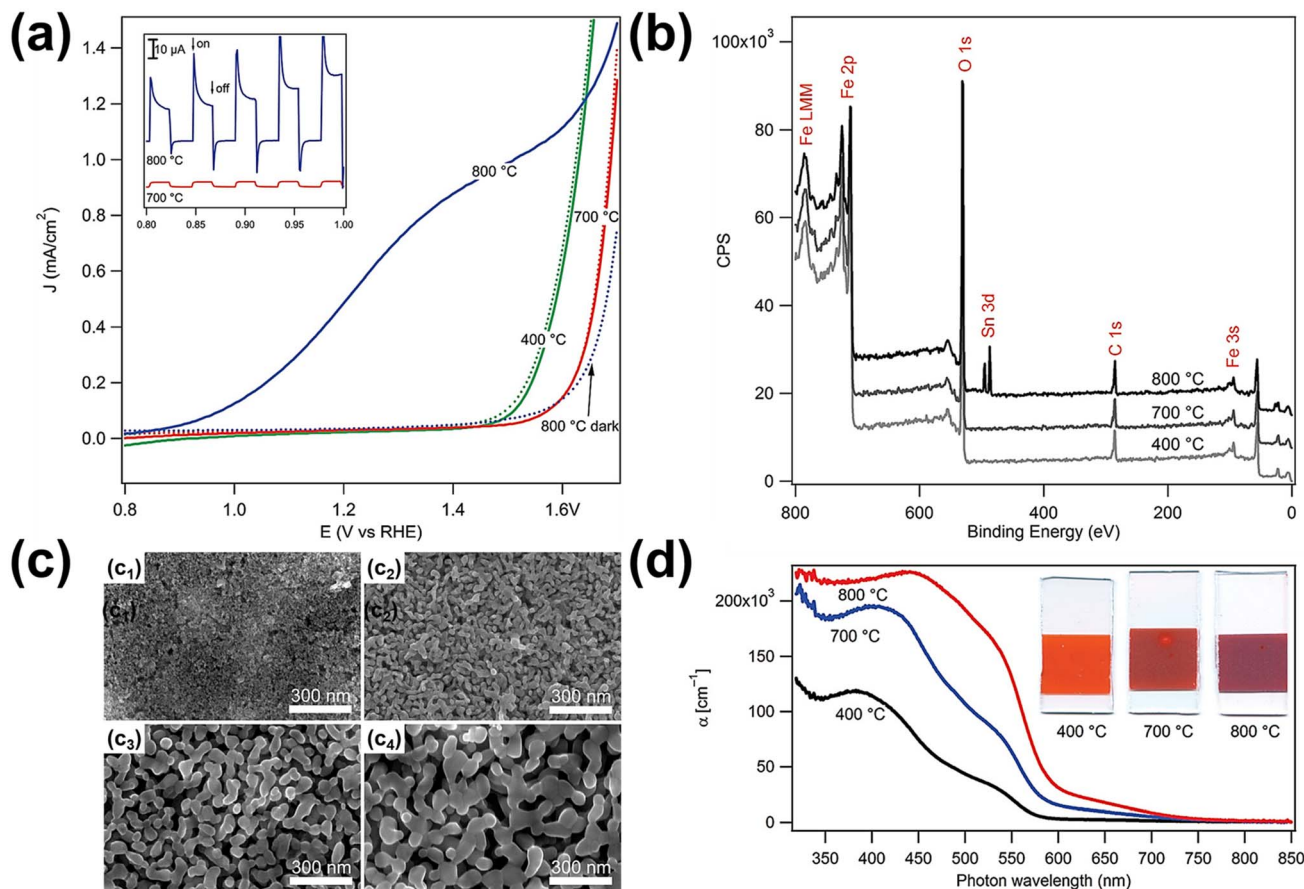 (a)
1.4
1.2
1.0
0.8
0.6
0.4
0.2
0.0
J (mA/cm²)
0.8
1.0
1.2
1.4
1.6V
E (V vs RHE)
10 µA
on
off
800 °C
700 °C
0.80
0.85
0.90
0.95
1.00
800 °C
700 °C
400 °C
800 °C dark
(b)
100x10³
80
60
40
20
0
CPS
Fe LMM
Fe 2p
O 1s
Sn 3d
C 1s
Fe 3s
800 °C
700 °C
400 °C
800
600
400
200
0
Binding Energy (eV)
(c)
(c₁)
(c₁)
300 nm
(c₂)
(c₂)
300 nm
(c₃)
300 nm
(c₄)
300 nm
(d)
200x10³
150
100
50
0
α [cm⁻¹]
800 °C
700 °C
400 °C
400 °C
700 °C
800 °C
350
400
450
500
550
600
650
700
750
800
850
Photon wavelength (nm)